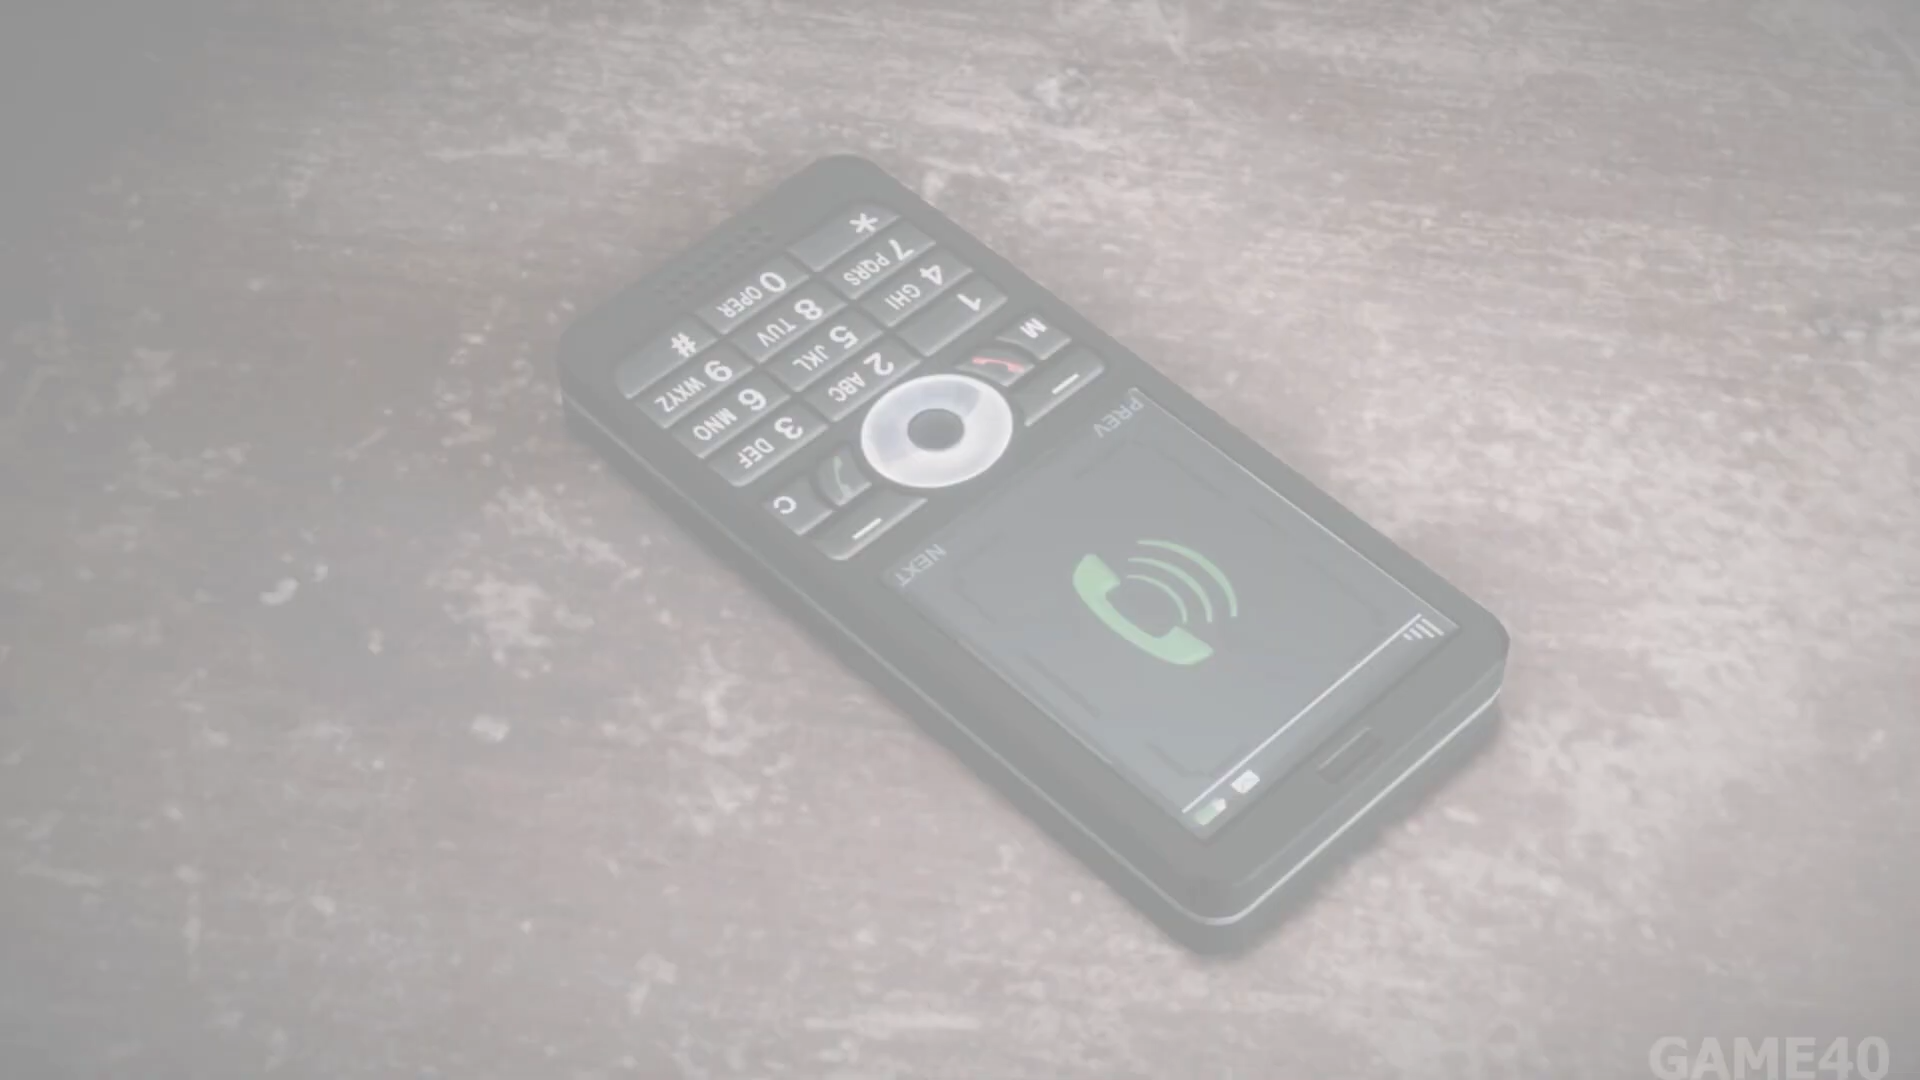 *
7 PQRS
4 GHI
1
M
0 OPER
8 TUV
5 JKL
2 ABC
#
9 WXYZ
6 MNO
3 DEF
C
PREV
NEXT
GAME40